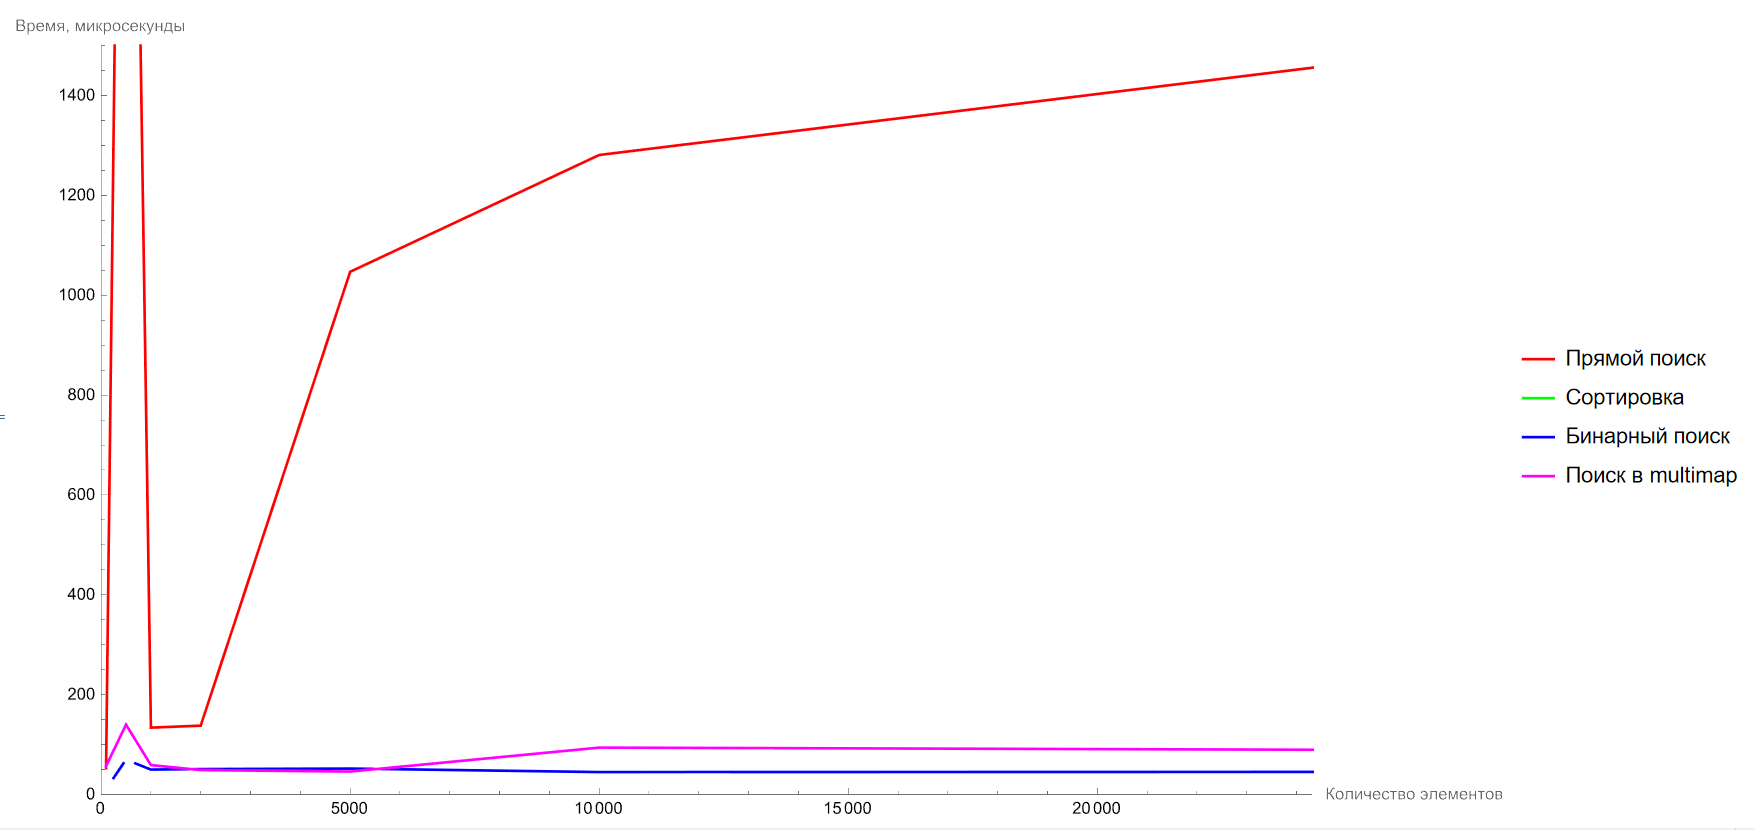 Время, микросекунды
1400
1200
1000
800
600
400
200
0
0 5000 10 000 15 000 20 000
Количество элементов
Прямой поиск
Сортировка
Бинарный поиск
Поиск в multimap